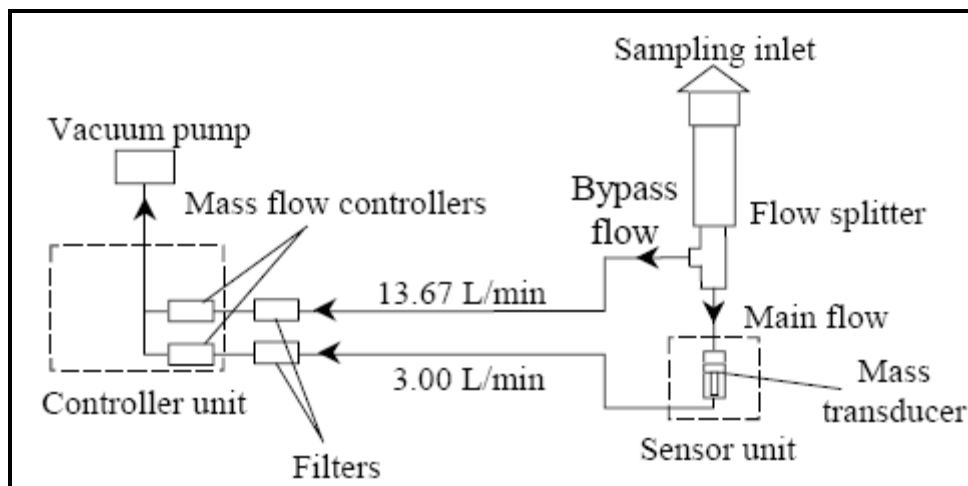 Sampling inlet
Vacuum pump
Mass flow controllers
Bypass
flow
Flow splitter
13.67 L/min
Main flow
3.00 L/min
Controller unit
Mass
transducer
Filters
Sensor unit